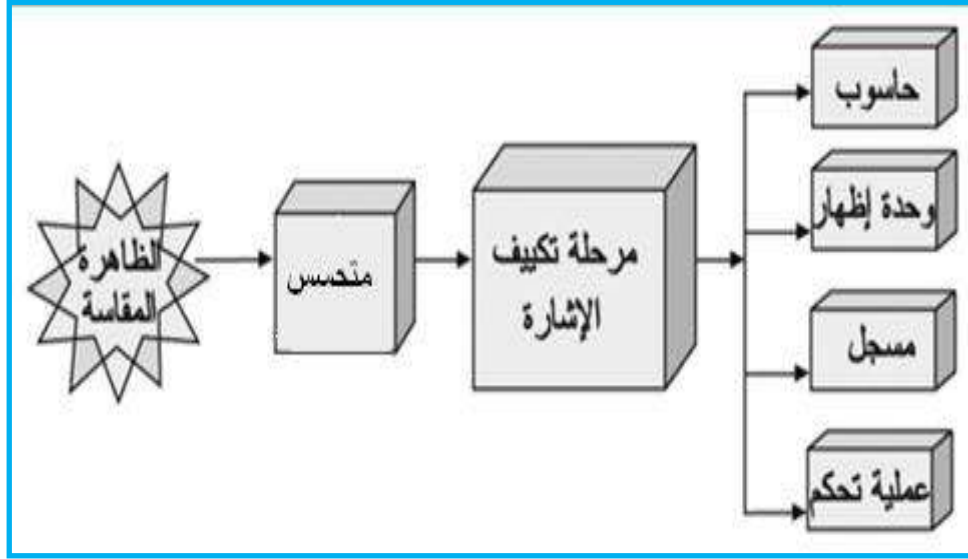 الظاهرة
المقاسة
متحسس
مرحلة تكييف
الإشارة
حاسوب
وحدة إظهار
مسجل
عملية تحكم